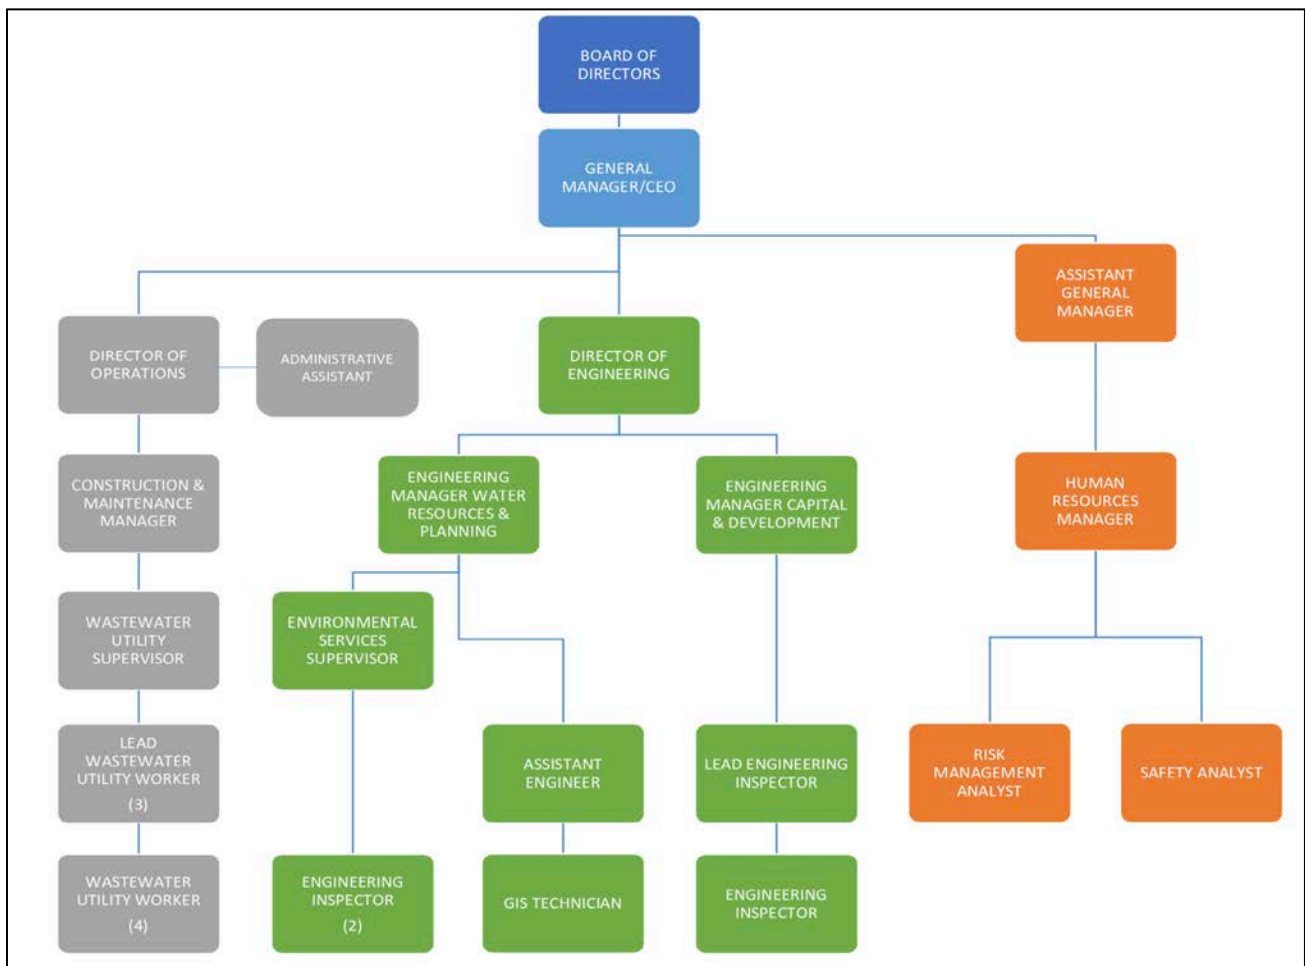 BOARD OF
DIRECTORS
GENERAL
MANAGER/CEO
ASSISTANT
GENERAL
MANAGER
DIRECTOR OF
OPERATIONS
ADMINISTRATIVE
ASSISTANT
DIRECTOR OF
ENGINEERING
CONSTRUCTION &
MAINTENANCE
MANAGER
ENGINEERING
MANAGER WATER
RESOURCES &
PLANNING
ENGINEERING
MANAGER CAPITAL
& DEVELOPMENT
HUMAN
RESOURCES
MANAGER
WASTEWATER
UTILITY
SUPERVISOR
ENVIRONMENTAL
SERVICES
SUPERVISOR
LEAD
WASTEWATER
UTILITY WORKER
(3)
ASSISTANT
ENGINEER
LEAD ENGINEERING
INSPECTOR
RISK
MANAGEMENT
ANALYST
SAFETY ANALYST
WASTEWATER
UTILITY WORKER
(4)
ENGINEERING
INSPECTOR
(2)
GIS TECHNICIAN
ENGINEERING
INSPECTOR